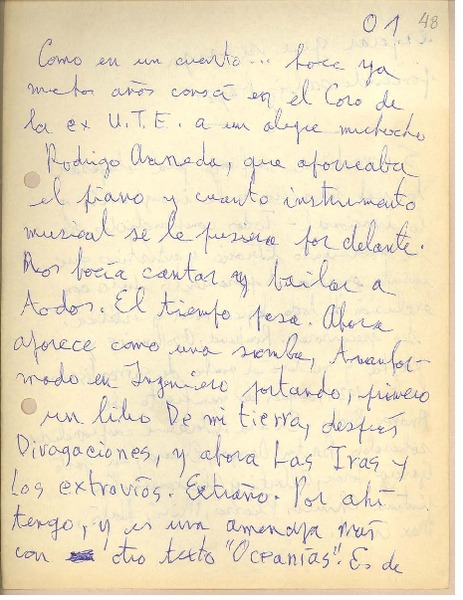 01 48
Como en un cuento... hace ya
muchos años conocí en el Coro de
la ex U.T.E. a un alegre muchacho
Rodrigo Araneda, que aporreaba
el piano y cuanto instrumento
musical se le pusiera por delante.
Nos hacía cantar y bailar a
todos. El tiempo pasa. Ahora
aparece como una sombra, transfor-
mado en Ingeniero portando, primero
un libro De mi tierra, después
Divagaciones, y ahora Las Iras y
los extravíos. Extraño. Por ahí
tengo, y es una amenaza más
con otro texto "Oceanías". Es de